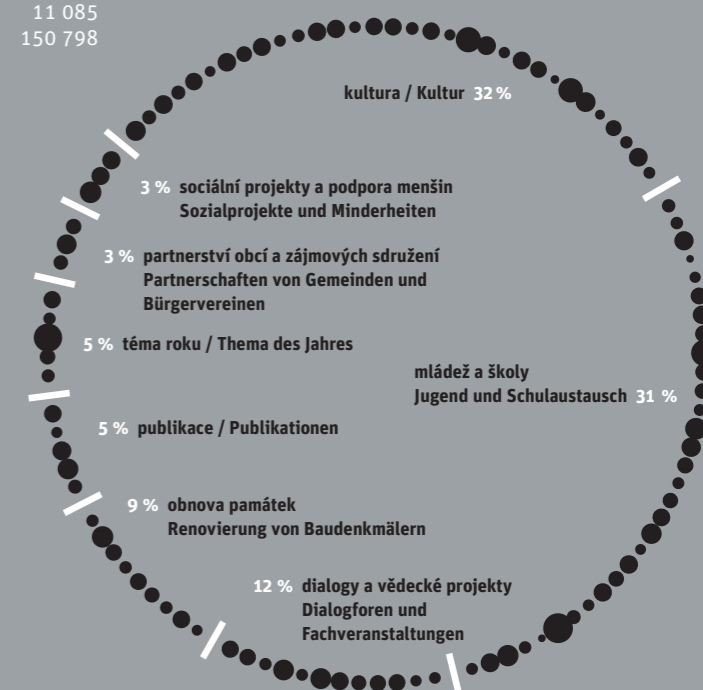 11 085
150 798
kultura / Kultur 32 %
3 % sociální projekty a podpora menšin
Sozialprojekte und Minderheiten
3 % partnerství obcí a zájmových sdružení
Partnerschaften von Gemeinden und
Bürgervereinen
5 % téma roku / Thema des Jahres
mládež a školy
Jugend und Schulaustausch 31 %
5 % publikace / Publikationen
9 % obnova památek
Renovierung von Baudenkmälern
12 % dialogy a vědecké projekty
Dialogforen und
Fachveranstaltungen